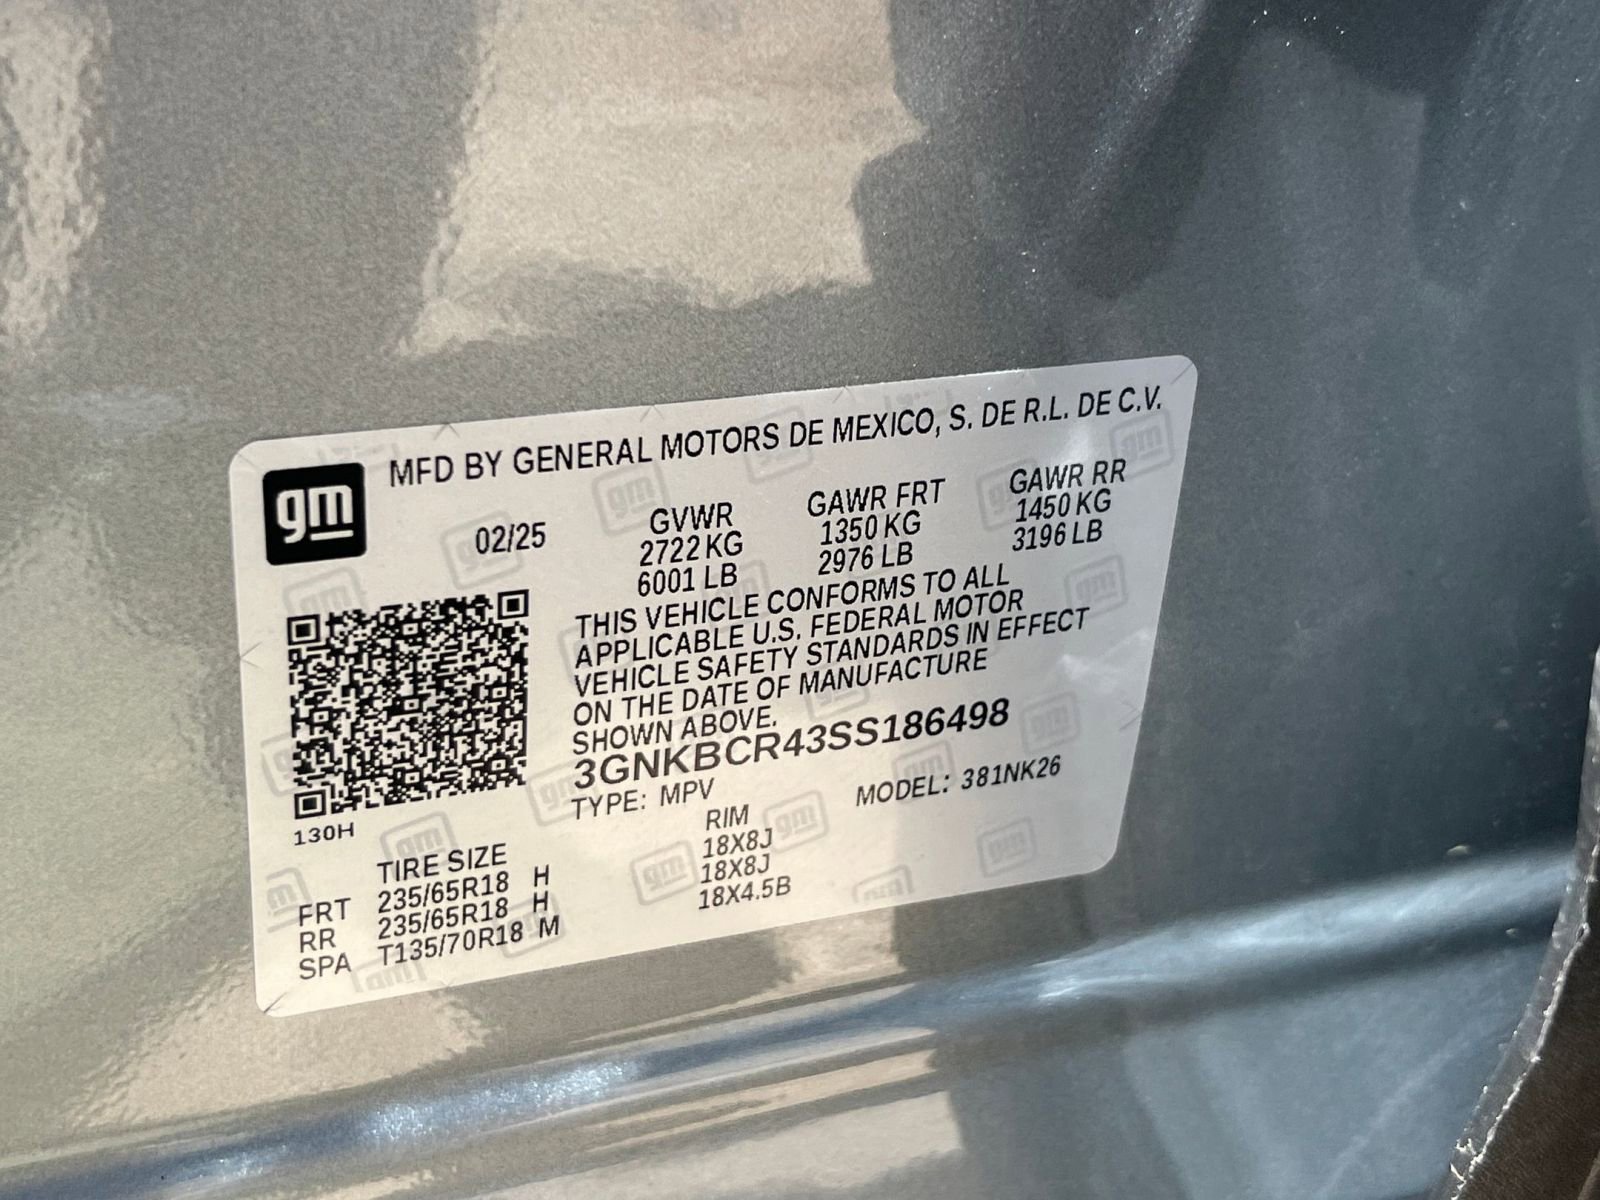 gm MFD BY GENERAL MOTORS DE MEXICO, S. DE R.L. DE C.V.
02/25
GVWR GAWR FRT GAWR RR
2722 KG 1350 KG 1450 KG
6001 LB 2976 LB 3196 LB
THIS VEHICLE CONFORMS TO ALL
APPLICABLE U.S. FEDERAL MOTOR
VEHICLE SAFETY STANDARDS IN EFFECT
ON THE DATE OF MANUFACTURE
SHOWN ABOVE.
3GNKBCR43SS186498
TYPE: MPV MODEL: 381NK26
130H
TIRE SIZE RIM
FRT 235/65R18 H 18X8J
RR 235/65R18 H 18X8J
SPA T135/70R18 M 18X4.5B